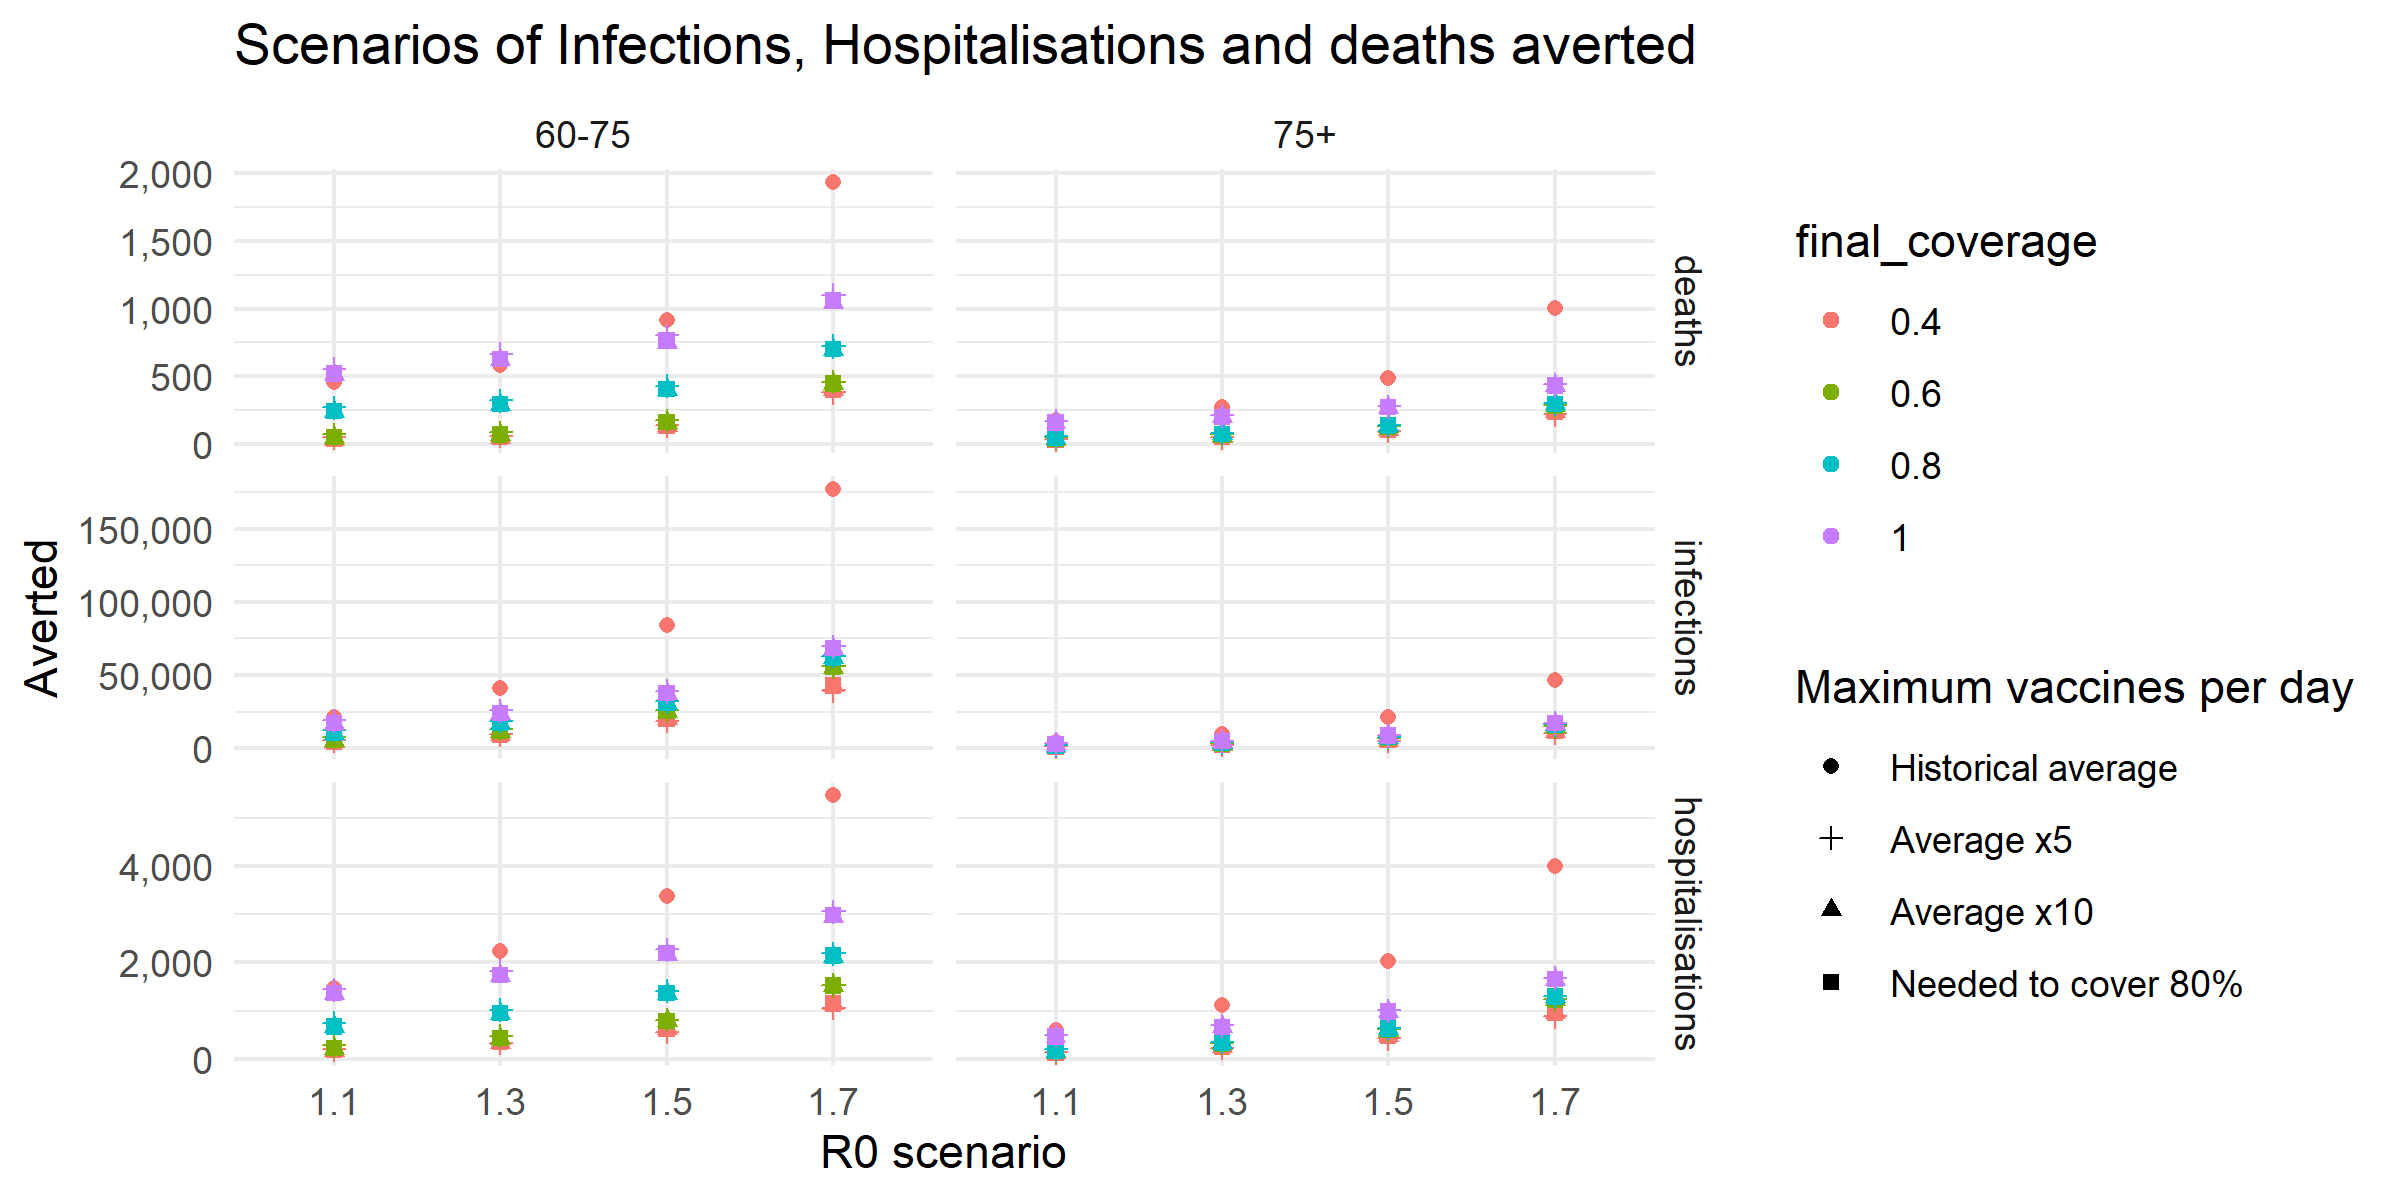 Scenarios of Infections, Hospitalisations and deaths averted
60-75
75+
2,000
1,500
1,000
500
0
deaths
150,000
100,000
50,000
0
infections
4,000
2,000
0
hospitalisations
Averted
1.1 1.3 1.5 1.7
1.1 1.3 1.5 1.7
R0 scenario
final_coverage
0.4
0.6
0.8
1
Maximum vaccines per day
Historical average
Average x5
Average x10
Needed to cover 80%